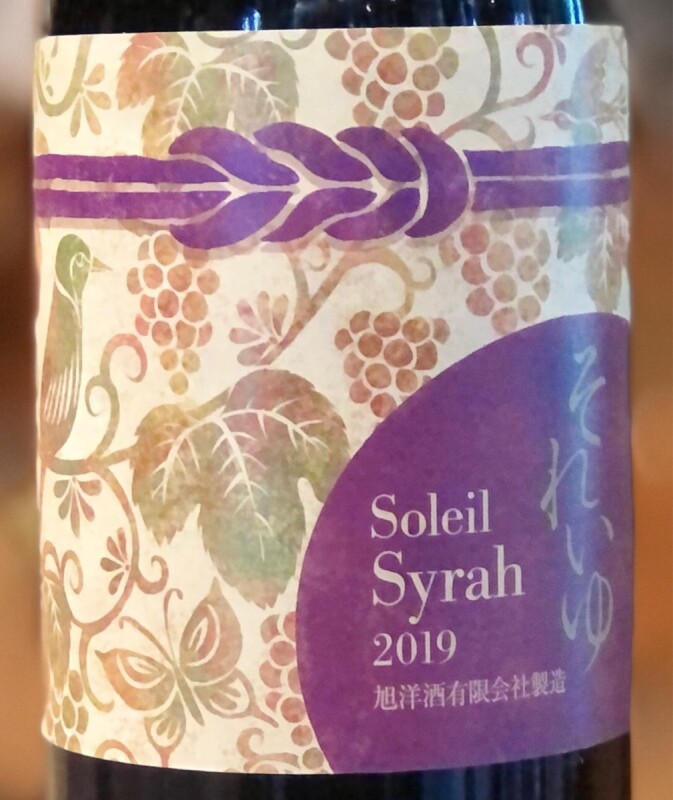 それいゆ
Soleil
Syrah
2019
旭洋酒有限会社製造